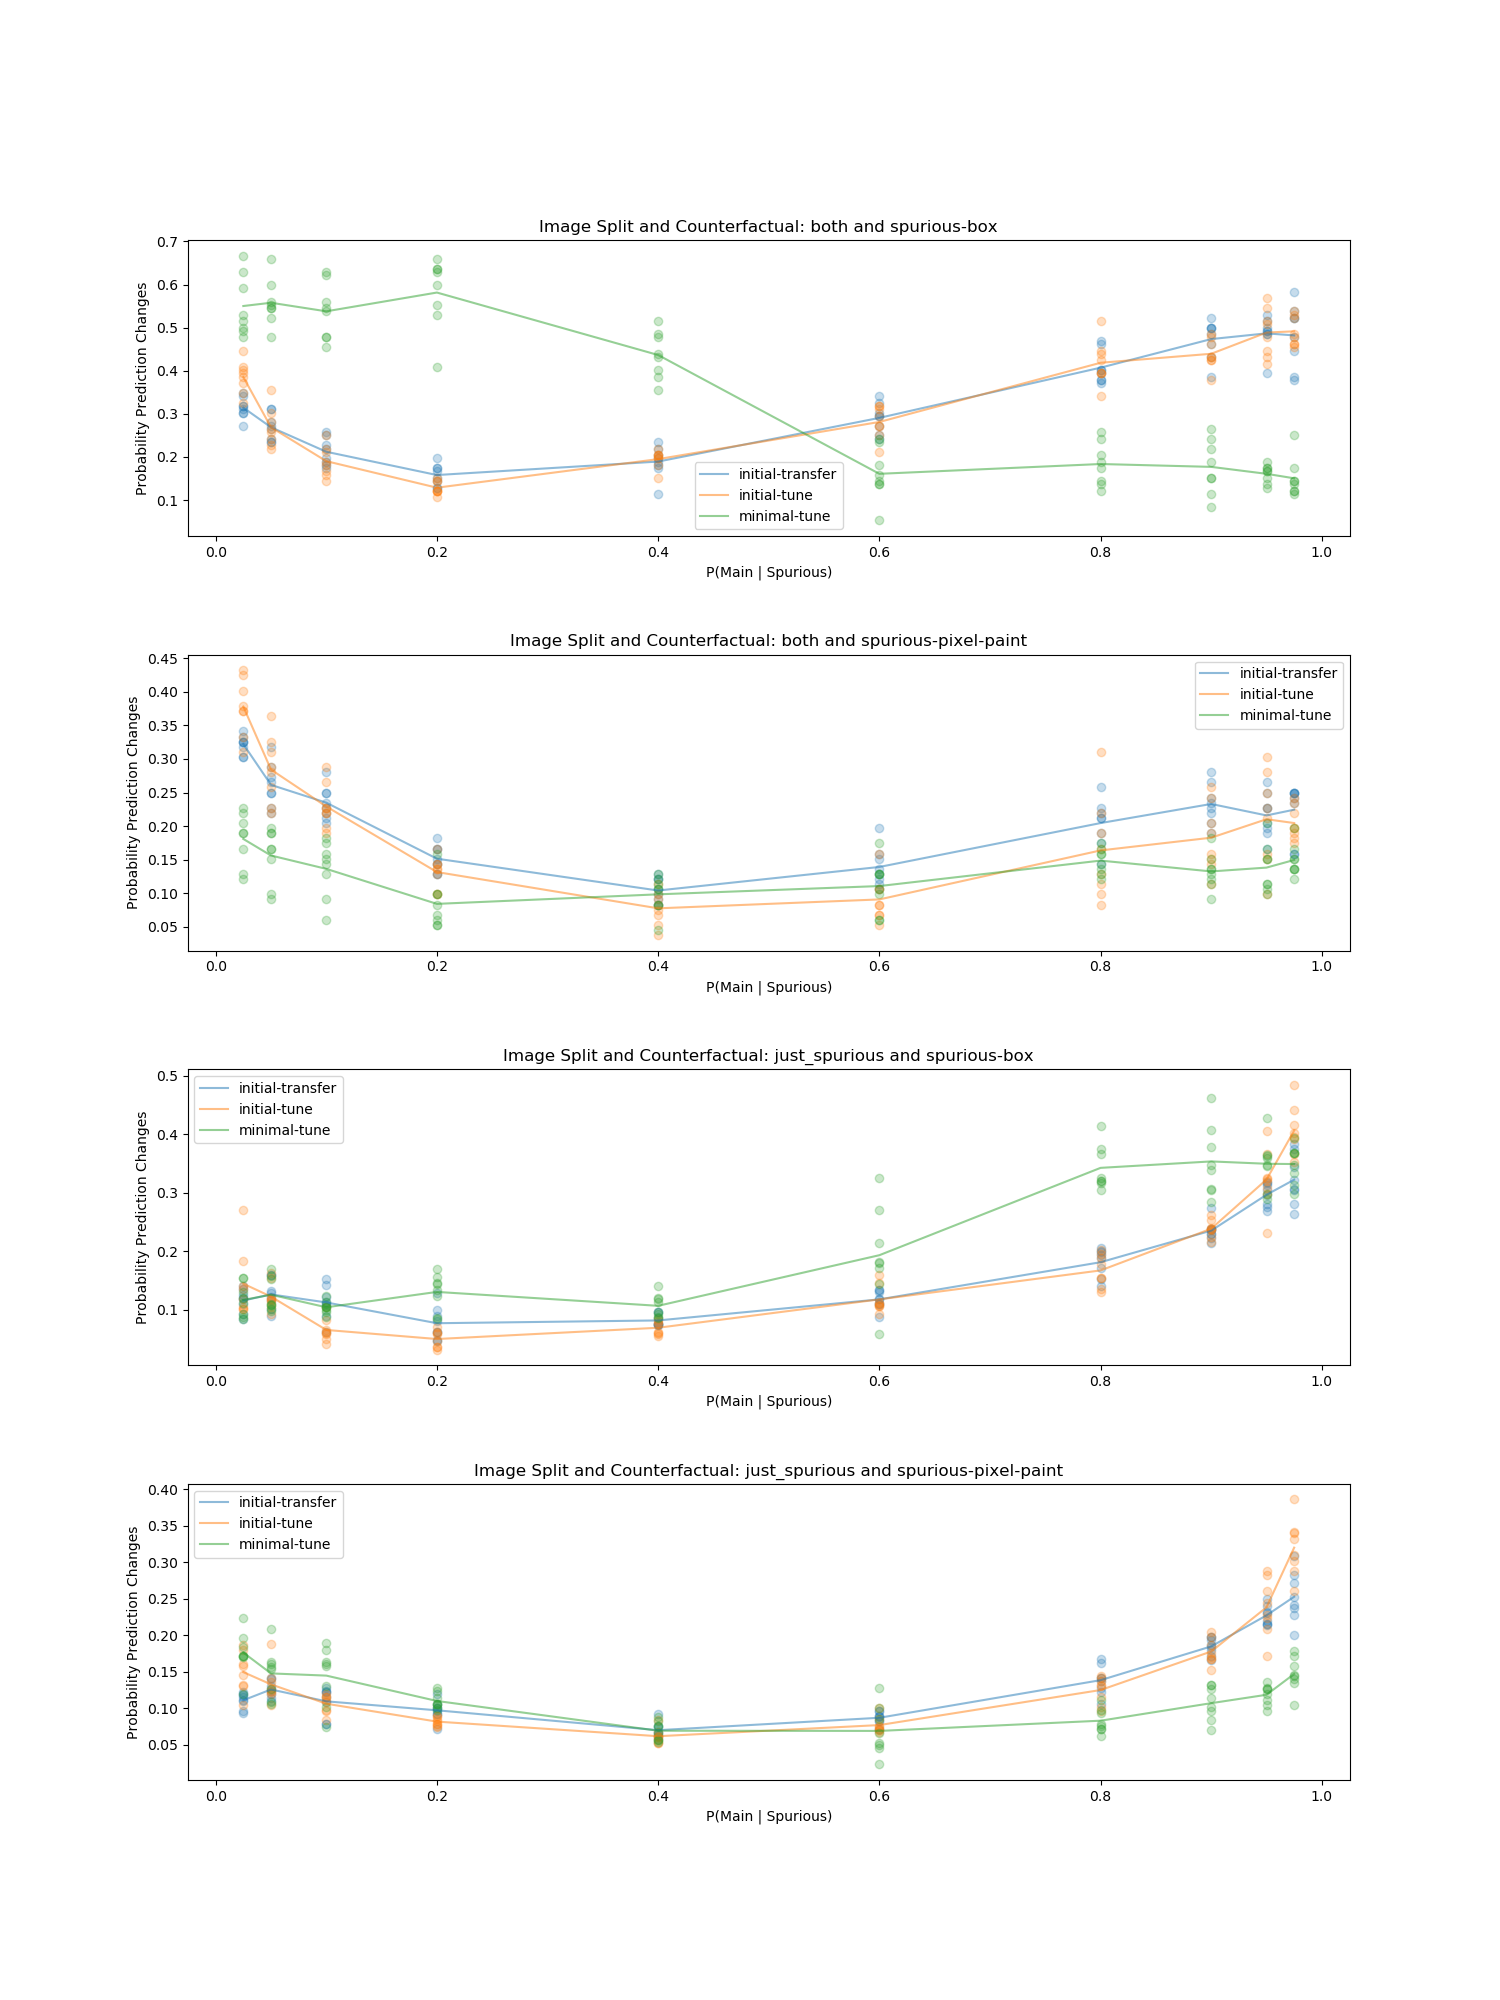 Image Split and Counterfactual: both and spurious-box
Probability Prediction Changes
0.7
0.6
0.5
0.4
0.3
0.2
0.1
initial-transfer
initial-tune
minimal-tune
0.0 0.2 0.4 0.6 0.8 1.0
P(Main | Spurious)
Image Split and Counterfactual: both and spurious-pixel-paint
Probability Prediction Changes
0.45
0.40
0.35
0.30
0.25
0.20
0.15
0.10
0.05
initial-transfer
initial-tune
minimal-tune
0.0 0.2 0.4 0.6 0.8 1.0
P(Main | Spurious)
Image Split and Counterfactual: just_spurious and spurious-box
Probability Prediction Changes
0.5
0.4
0.3
0.2
0.1
initial-transfer
initial-tune
minimal-tune
0.0 0.2 0.4 0.6 0.8 1.0
P(Main | Spurious)
Image Split and Counterfactual: just_spurious and spurious-pixel-paint
Probability Prediction Changes
0.40
0.35
0.30
0.25
0.20
0.15
0.10
0.05
initial-transfer
initial-tune
minimal-tune
0.0 0.2 0.4 0.6 0.8 1.0
P(Main | Spurious)